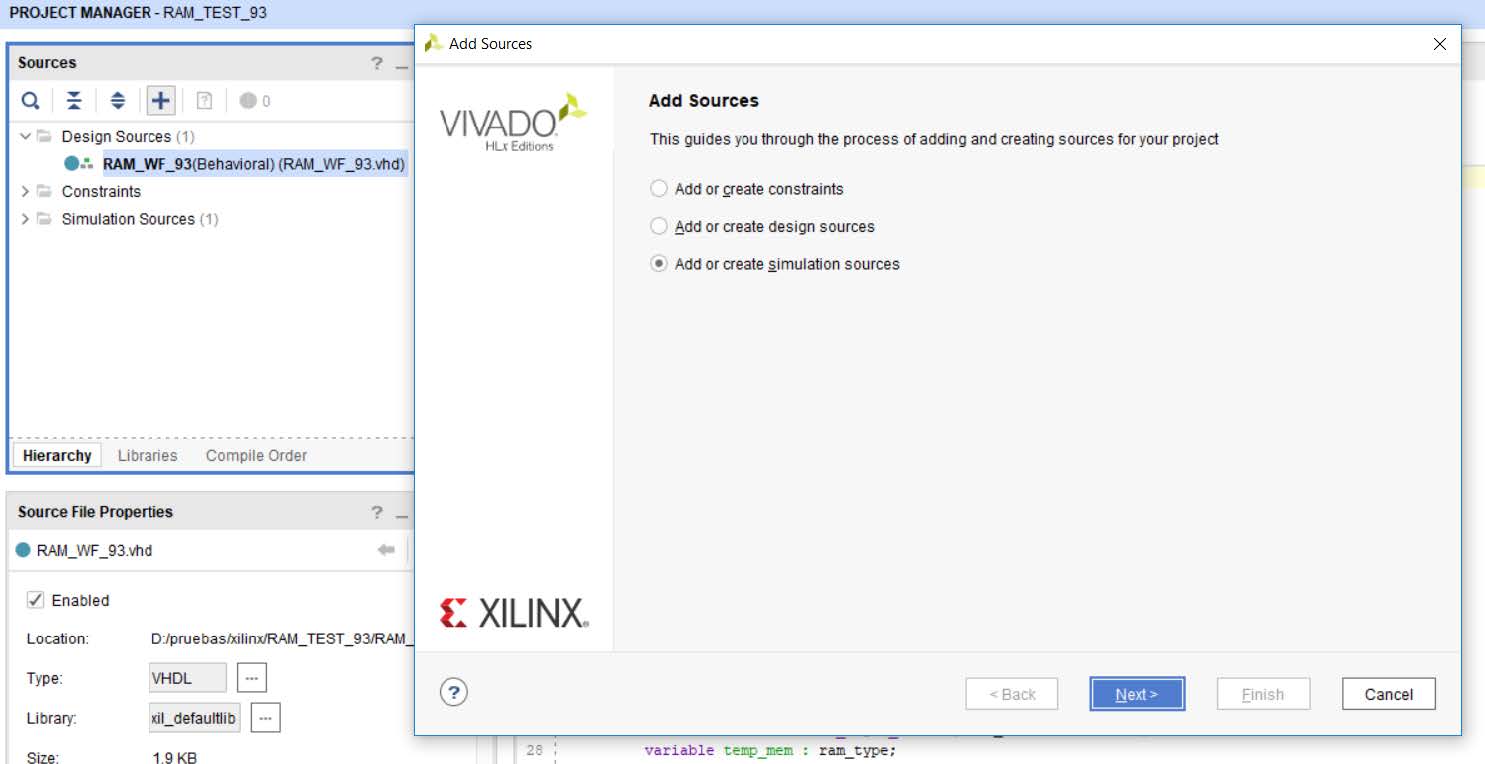 PROJECT MANAGER - RAM_TEST_93
Sources
?
0
Design Sources (1)
RAM_WF_93(Behavioral) (RAM_WF_93.vhd)
Constraints
Simulation Sources (1)
Hierarchy Libraries Compile Order
Source File Properties
?
RAM_WF_93.vhd
Enabled
Location: D:/pruebas/xilinx/RAM_TEST_93/RAM_
Type: VHDL ...
Library: xil_defaultlib ...
Size: 1.9 KB
Add Sources
VIVADO
HLx Editions
XILINX®
Add Sources
This guides you through the process of adding and creating sources for your project
Add or create constraints
Add or create design sources
Add or create simulation sources
? < Back Next > Finish Cancel
28 variable temp_mem : ram_type;